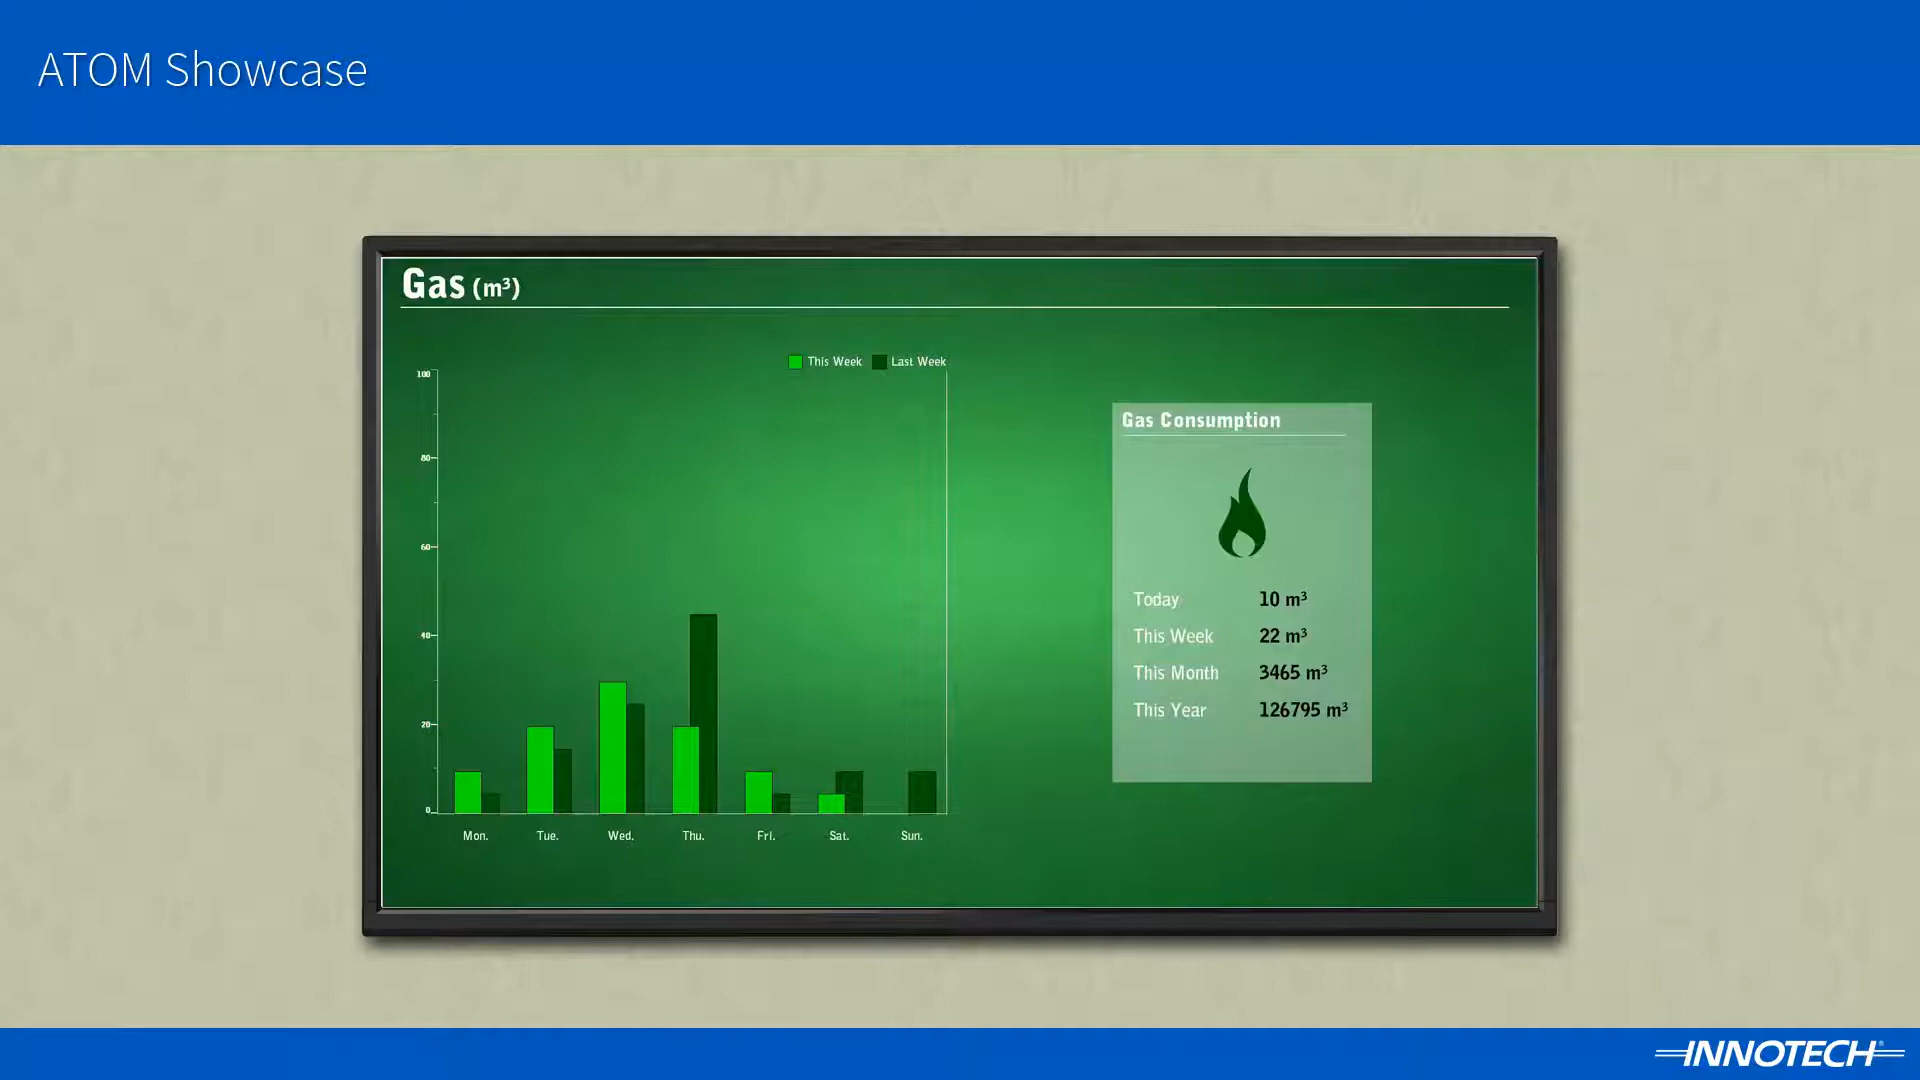 ATOM Showcase
Gas (m³)
This Week Last Week
100
80
60
40
20
0
Mon. Tue. Wed. Thu. Fri. Sat. Sun.
Gas Consumption
Today 10 m³
This Week 22 m³
This Month 3465 m³
This Year 126795 m³
INNOTECH®